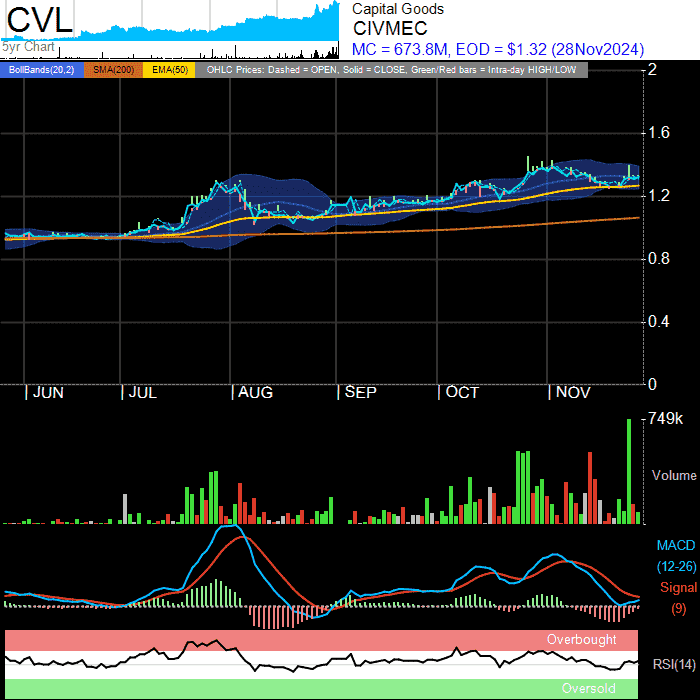 CVL
5yr Chart
Capital Goods
CIVMEC
MC = 673.8M, EOD = $1.32 (28Nov2024)
BollBands(20,2) SMA(200) EMA(50) OHLC Prices: Dashed = OPEN, Solid = CLOSE, Green/Red bars = Intra-day HIGH/LOW
2
1.6
1.2
0.8
0.4
0
JUN JUL AUG SEP OCT NOV
749k
Volume
MACD
(12-26)
Signal
(9)
Overbought
RSI(14)
Oversold